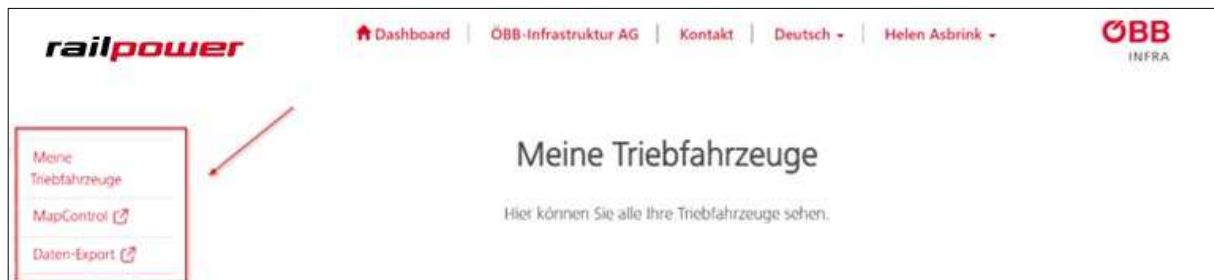 railpower
Dashboard | ÖBB-Infrastruktur AG | Kontakt | Deutsch | Helen Asbrink
ÖBB
INFRA
Meine
Triebfahrzeuge
MapControl
Daten-Export
Meine Triebfahrzeuge
Hier können Sie alle Ihre Triebfahrzeuge sehen.